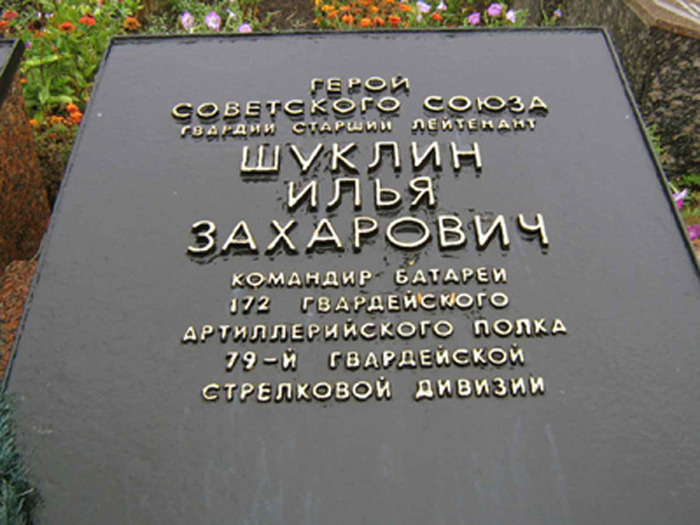 ГЕРОЙ
СОВЕТСКОГО СОЮЗА
ГВАРДИИ СТАРШИЙ ЛЕЙТЕНАНТ
ШУКЛИН
ИЛЬЯ
ЗАХАРОВИЧ
КОМАНДИР БАТАРЕИ
172 ГВАРДЕЙСКОГО
АРТИЛЛЕРИЙСКОГО ПОЛКА
79-Й ГВАРДЕЙСКОЙ
СТРЕЛКОВОЙ ДИВИЗИИ